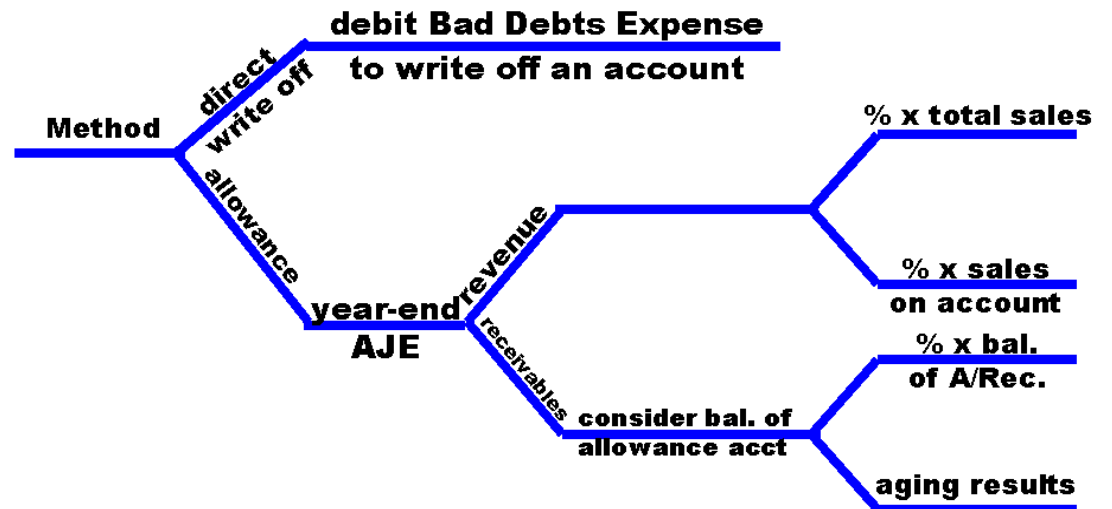 debit Bad Debts Expense
to write off an account
direct
write off
Method
allowance
year-end
AJE
revenue
receivables
% x total sales
% x sales
on account
consider bal. of
allowance acct
% x bal.
of A/Rec.
aging results